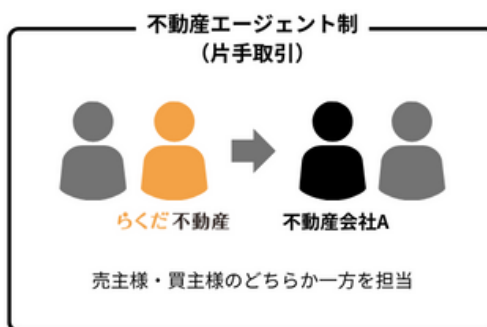 不動産エージェント制
（片手取引）
らくだ不動産
不動産会社A
売主様・買主様のどちらか一方を担当